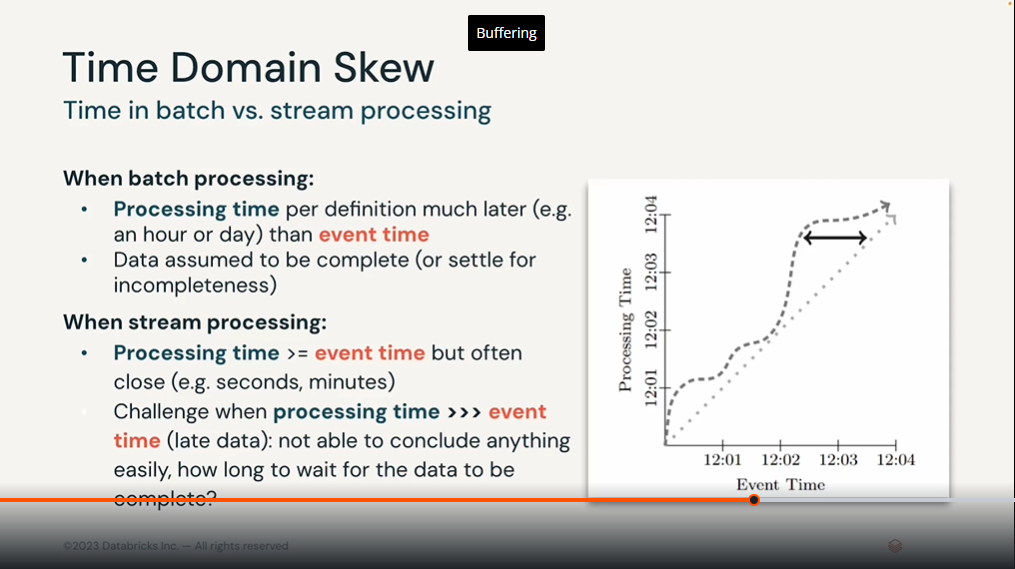 Buffering
Time Domain Skew
Time in batch vs. stream processing
When batch processing:
• Processing time per definition much later (e.g.
an hour or day) than event time
• Data assumed to be complete (or settle for
incompleteness)
When stream processing:
• Processing time >= event time but often
close (e.g. seconds, minutes)
• Challenge when processing time >>> event
time (late data): not able to conclude anything
easily, how long to wait for the data to be
complete?
Processing Time
12:04
12:03
12:02
12:01
12:01 12:02 12:03 12:04
Event Time
©2023 Databricks Inc. — All rights reserved